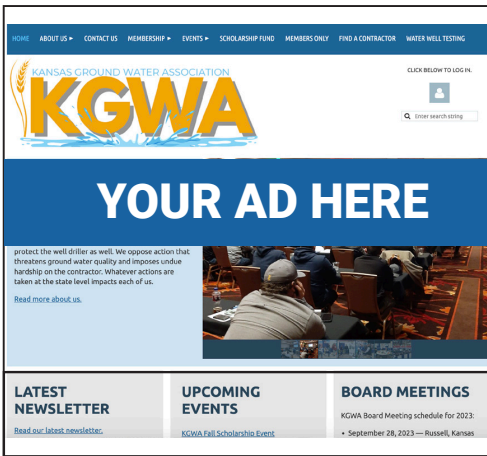 HOME ABOUT US ▸ CONTACT US MEMBERSHIP ▸ EVENTS ▸ SCHOLARSHIP FUND MEMBERS ONLY FIND A CONTRACTOR WATER WELL TESTING
KANSAS GROUND WATER ASSOCIATION
KGWA
CLICK BELOW TO LOG IN.
Enter search string
YOUR AD HERE
protect the well driller as well. We oppose action that
threatens ground water quality and imposes undue
hardship on the contractor. Whatever actions are
taken at the state level impacts each of us.
Read more about us.
LATEST
NEWSLETTER
Read our latest newsletter.
UPCOMING
EVENTS
KGWA Fall Scholarship Event
BOARD MEETINGS
KGWA Board Meeting schedule for 2023:
• September 28, 2023 — Russell, Kansas